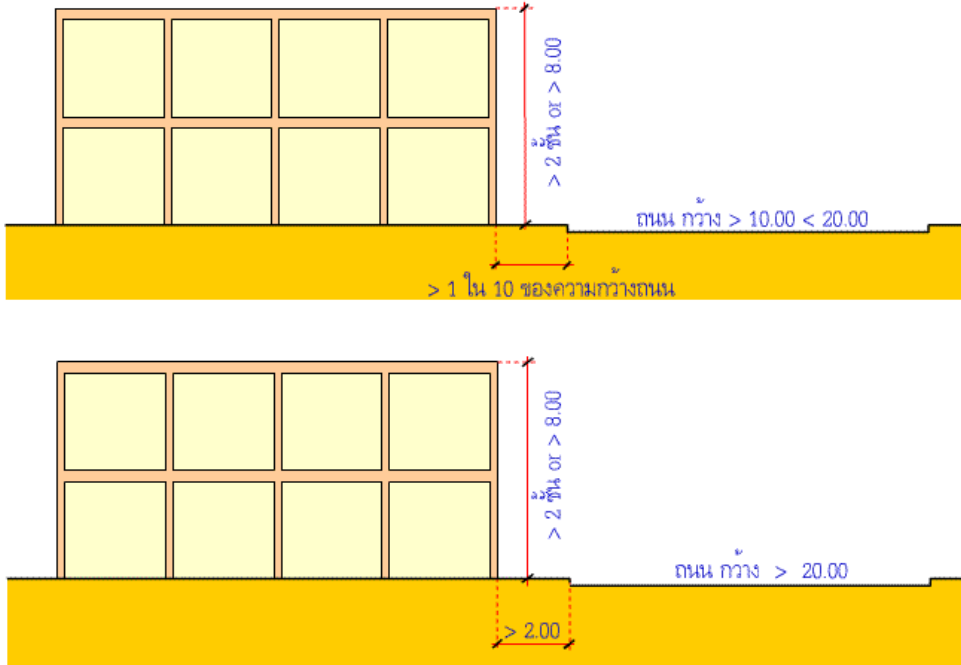 > 2 ชั้น or > 8.00
ถนน กว้าง > 10.00 < 20.00
> 1 ใน 10 ของความกว้างถนน
> 2 ชั้น or > 8.00
ถนน กว้าง > 20.00
> 2.00